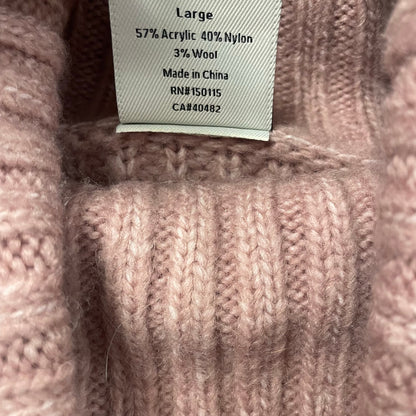 Large
57% Acrylic 40% Nylon
3% Wool
Made in China
RN#150115
CA#40482